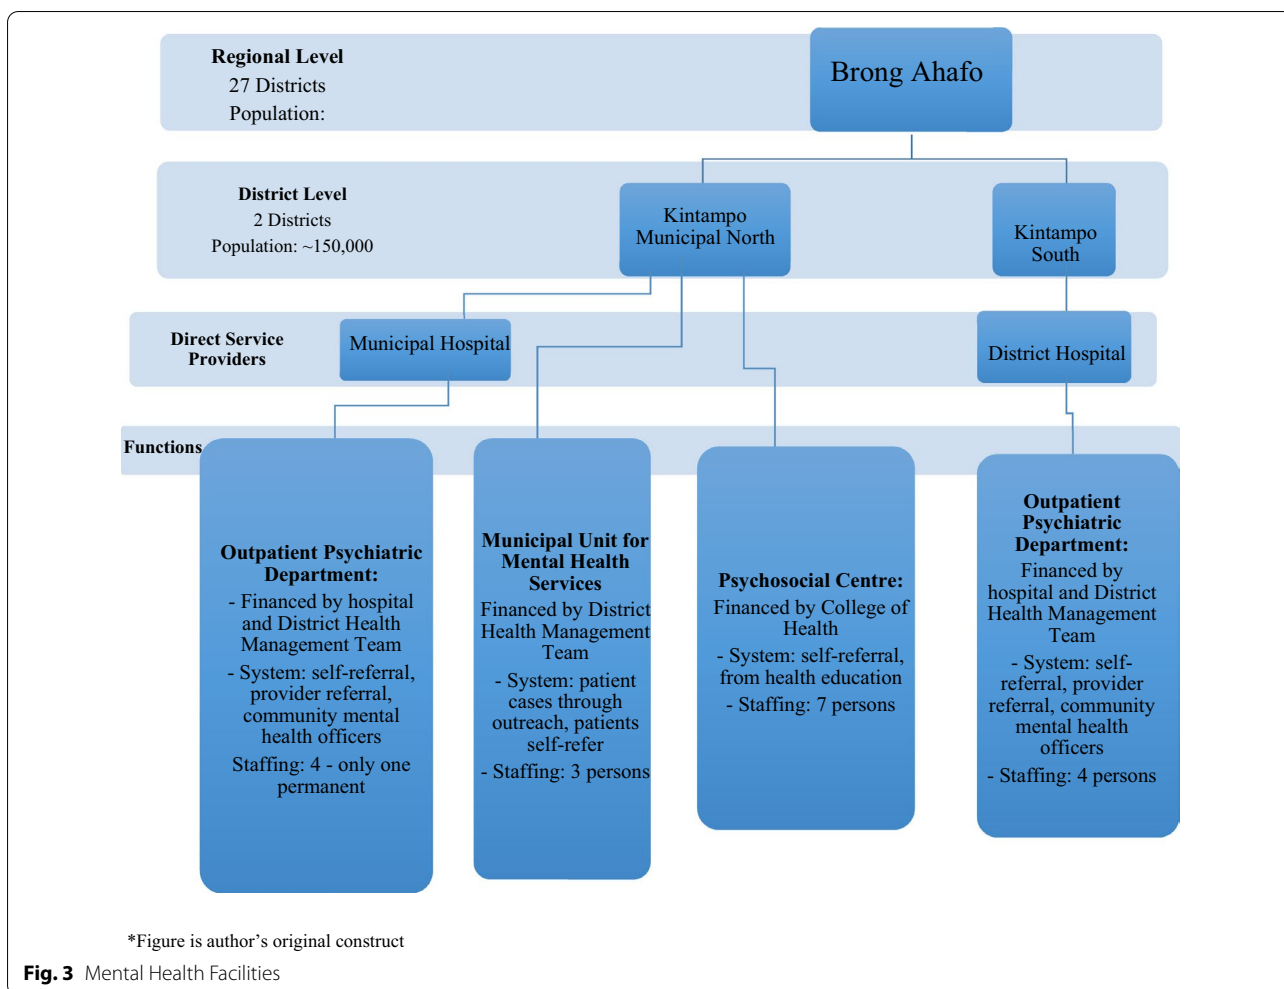 Regional Level
27 Districts
Population:
Brong Ahafo
District Level
2 Districts
Population: ~150,000
Kintampo
Municipal North
Kintampo
South
Direct Service
Providers
Municipal Hospital
District Hospital
Functions
Outpatient Psychiatric
Department:
- Financed by hospital
and District Health
Management Team
- System: self-referral,
provider referral,
community mental
health officers
Staffing: 4 - only one
permanent
Municipal Unit for
Mental Health
Services
Financed by District
Health Management
Team
- System: patient
cases through
outreach, patients
self-refer
- Staffing: 3 persons
Psychosocial Centre:
Financed by College of
Health
- System: self-referral,
from health education
- Staffing: 7 persons
Outpatient
Psychiatric
Department:
Financed by
hospital and District
Health Management
Team
- System: self-
referral, provider
referral, community
mental health
officers
- Staffing: 4 persons
*Figure is author's original construct
Fig. 3 Mental Health Facilities